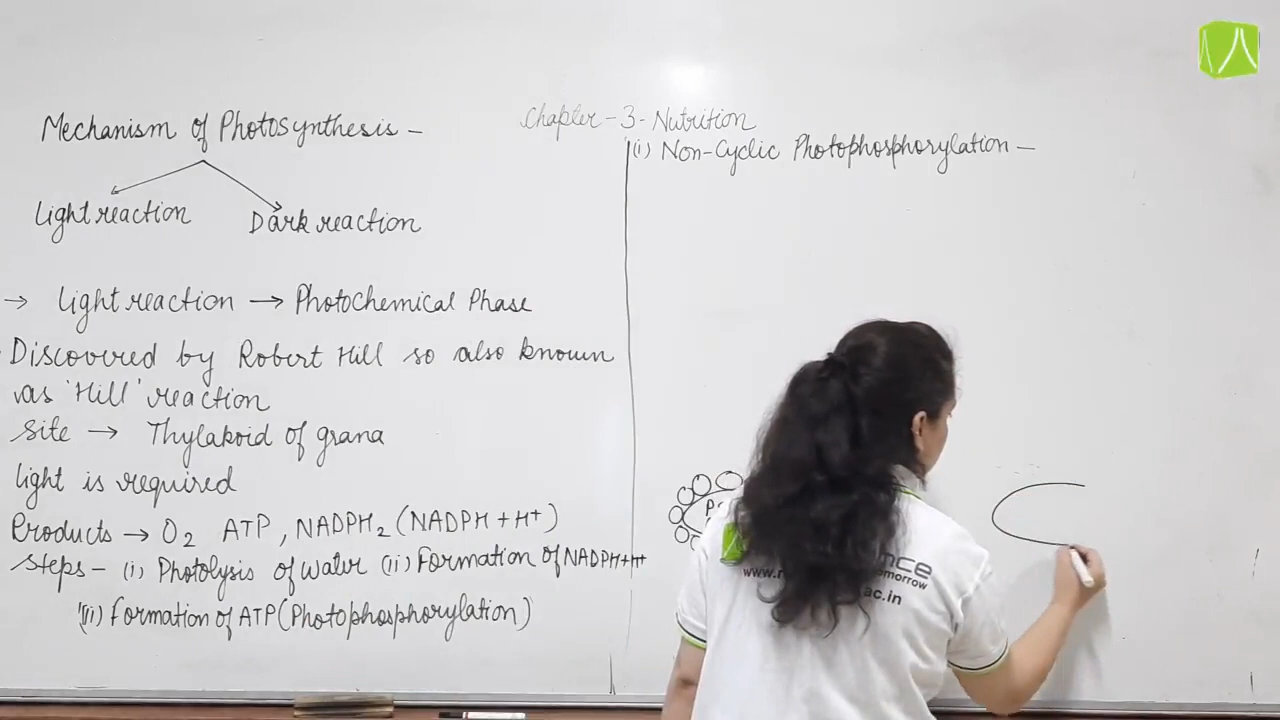 Chapter - 3 - Nutrition
Mechanism of Photosynthesis -
Light reaction
Dark reaction
→ Light reaction → Photochemical Phase
Discovered by Robert Hill so also known
as 'Hill' reaction
Site → Thylakoid of grana
light is required
Products → O2 ATP, NADPH2 (NADPH + H+)
Steps - (i) Photolysis of water (ii) Formation of NADPH+H+
(iii) Formation of ATP (Photophosphorylation)
(i) Non-Cyclic Photophosphorylation -